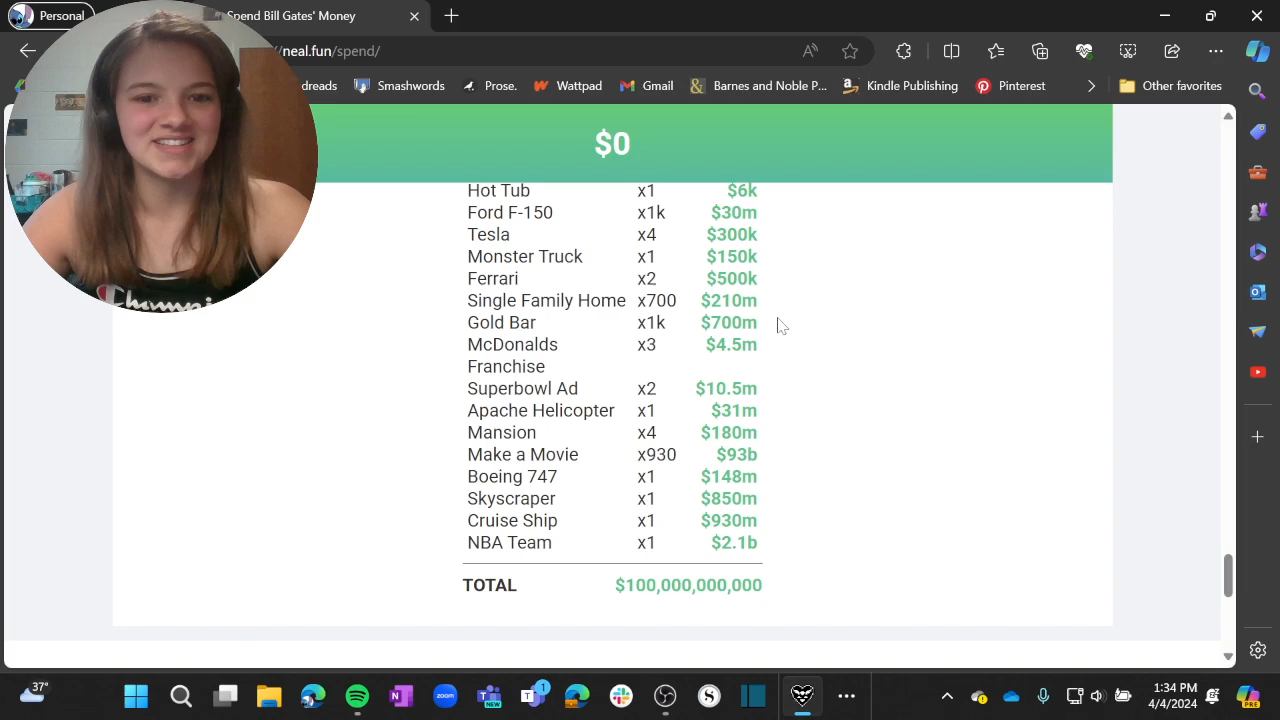 Personal
Spend Bill Gates' Money
neal.fun/spend/
dreads
Smashwords
Prose.
Wattpad
Gmail
Barnes and Noble P...
Kindle Publishing
Pinterest
Other favorites
$0
Hot Tub x1 $6k
Ford F-150 x1k $30m
Tesla x4 $300k
Monster Truck x1 $150k
Ferrari x2 $500k
Single Family Home x700 $210m
Gold Bar x1k $700m
McDonalds x3 $4.5m
Franchise
Superbowl Ad x2 $10.5m
Apache Helicopter x1 $31m
Mansion x4 $180m
Make a Movie x930 $93b
Boeing 747 x1 $148m
Skyscraper x1 $850m
Cruise Ship x1 $930m
NBA Team x1 $2.1b
TOTAL $100,000,000,000
Champion
37°
zoom
NEW
1
1:34 PM
4/4/2024
PRE